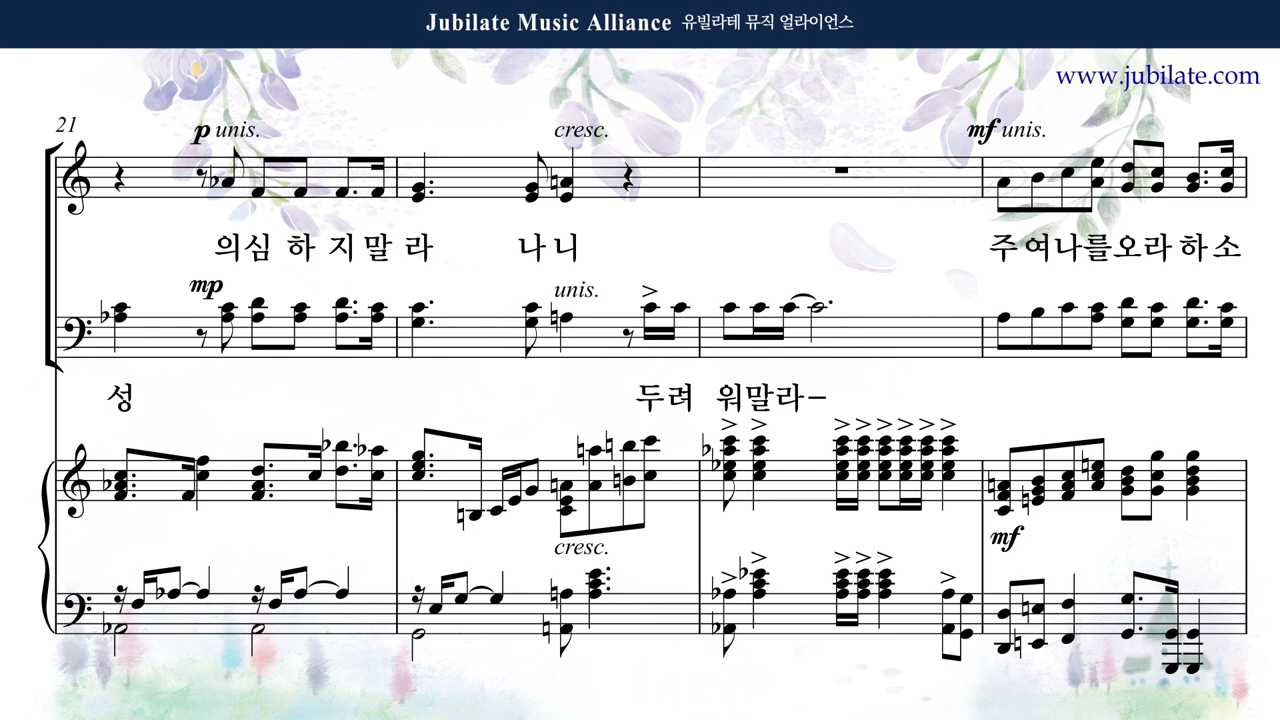 Jubilate Music Alliance 유빌라테 뮤직 얼라이언스
www.jubilate.com
21
p unis. cresc. mf unis.
의심 하 지 말 라 나 니 주 여 나 를 오 라 하 소
mp unis.
성 두 려 워 말 라 –
cresc. mf